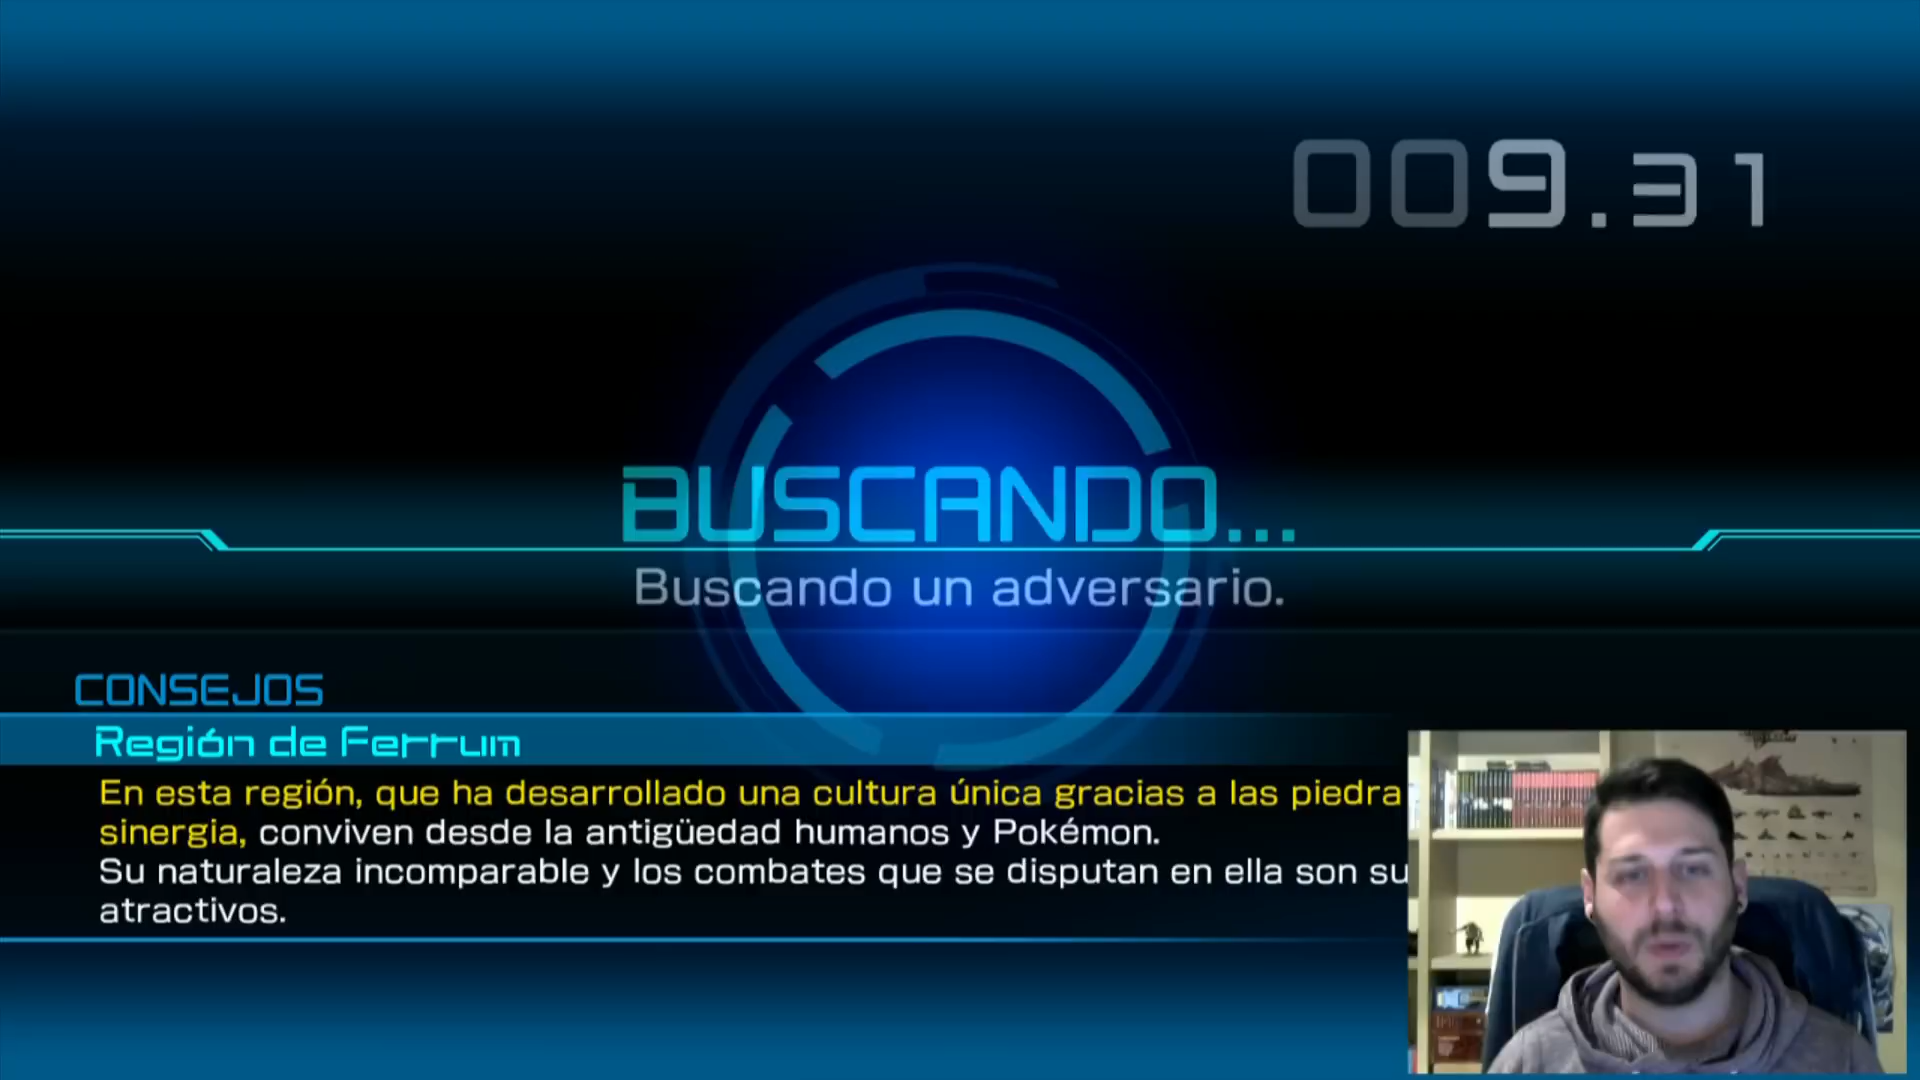 009.31
BUSCANDO...
Buscando un adversario.
CONSEJOS
Región de Ferrum
En esta región, que ha desarrollado una cultura única gracias a las piedra
sinergia, conviven desde la antigüedad humanos y Pokémon.
Su naturaleza incomparable y los combates que se disputan en ella son su
atractivos.